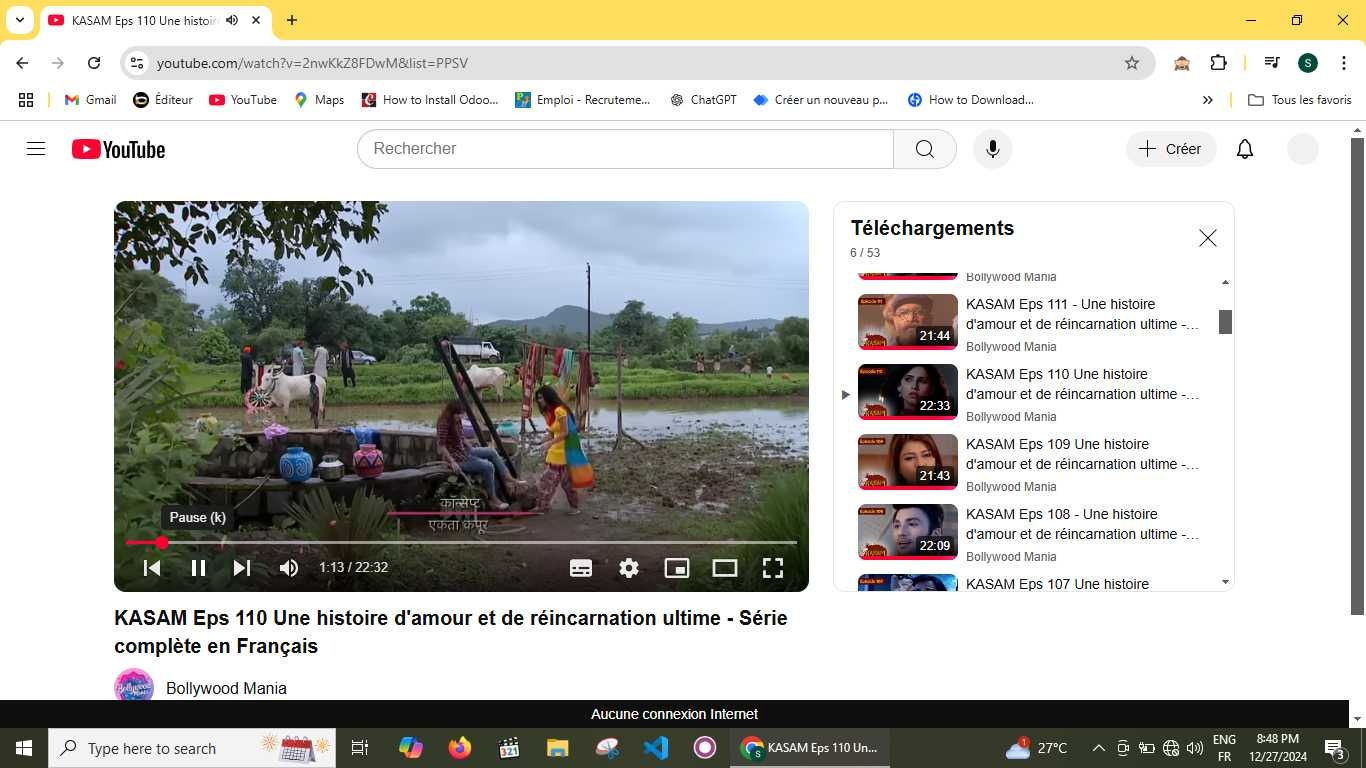 KASAM Eps 110 Une histoir
youtube.com/watch?v=2nwKkZ8FDwM&list=PPSV
S
Gmail
Éditeur
YouTube
Maps
How to Install Odoo...
Emploi - Recruteme...
ChatGPT
Créer un nouveau p...
How to Download...
»
Tous les favoris
YouTube
Rechercher
Créer
Téléchargements
6 / 53
Bollywood Mania
KASAM Eps 111 - Une histoire
d'amour et de réincarnation ultime -...
21:44
Bollywood Mania
KASAM Eps 110 Une histoire
d'amour et de réincarnation ultime -...
22:33
Bollywood Mania
KASAM Eps 109 Une histoire
d'amour et de réincarnation ultime -...
21:43
Bollywood Mania
KASAM Eps 108 - Une histoire
d'amour et de réincarnation ultime -...
22:09
Bollywood Mania
KASAM Eps 107 Une histoire
कॉन्सेप्ट
एकता कपूर
Pause (k)
1:13 / 22:32
KASAM Eps 110 Une histoire d'amour et de réincarnation ultime - Série
complète en Français
Bollywood Mania
Aucune connexion Internet
Type here to search
KASAM Eps 110 Un...
27°C
ENG
FR
8:48 PM
12/27/2024
3